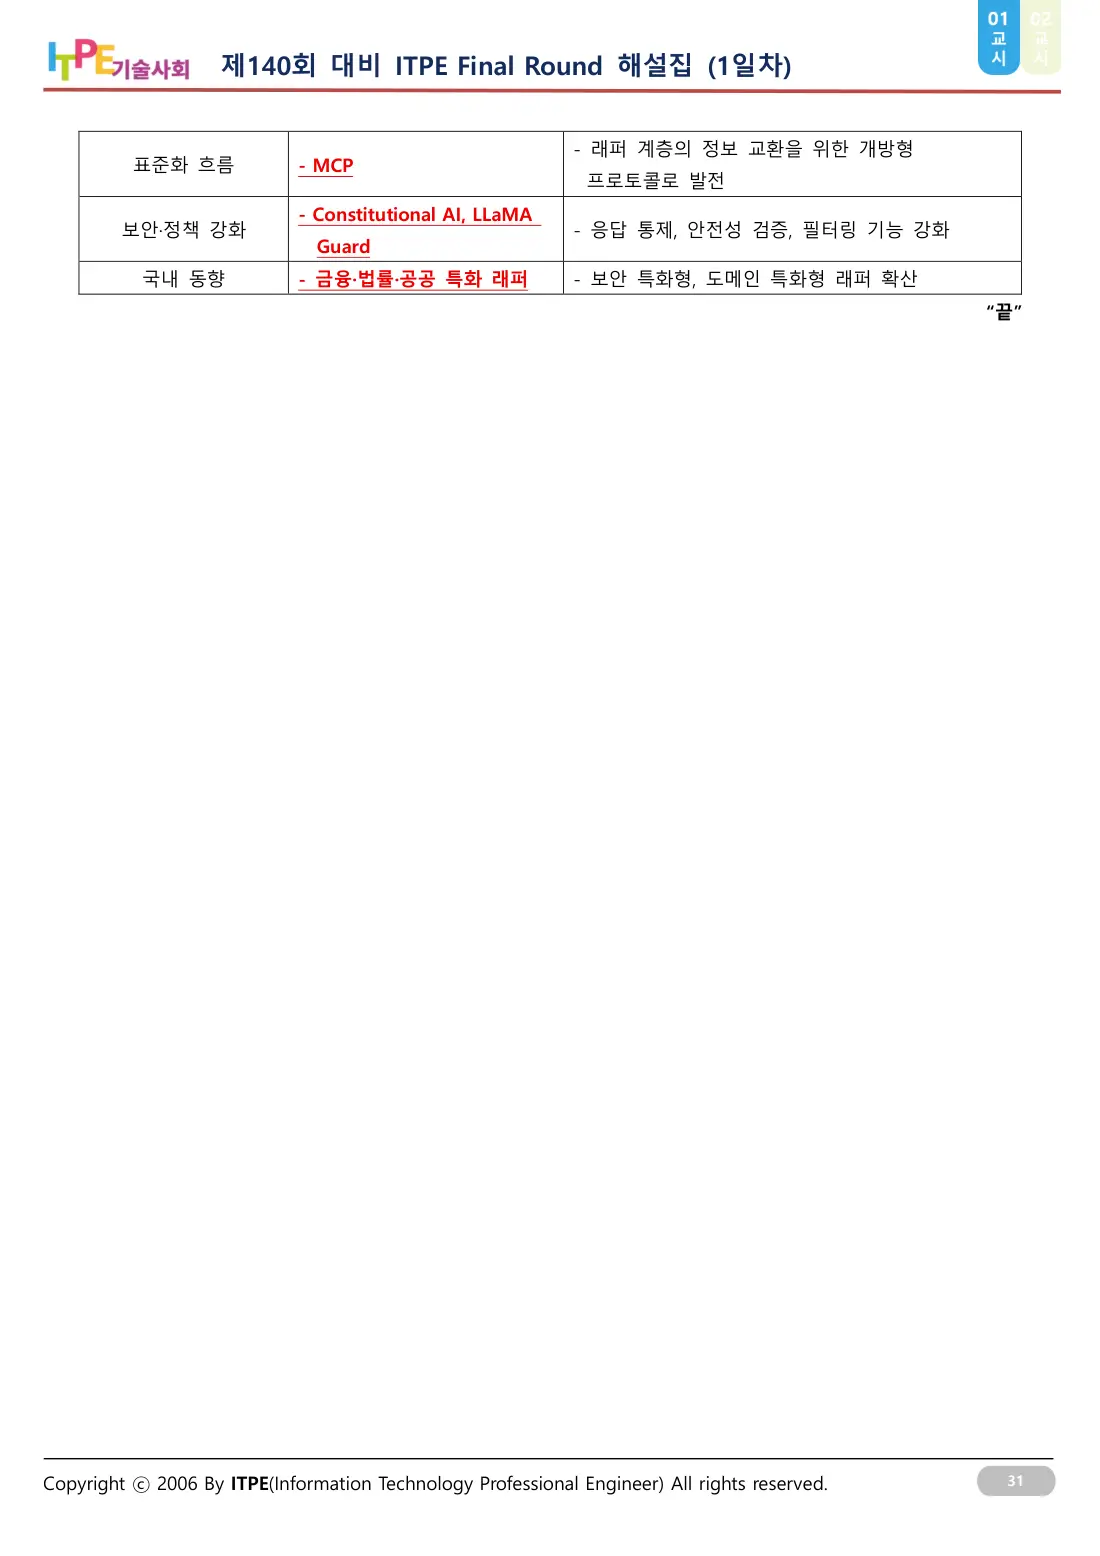 ITPE기술사회 제140회 대비 ITPE Final Round 해설집 (1일차)
01 교 시
02 교 시
표준화 흐름
- MCP
- 래퍼 계층의 정보 교환을 위한 개방형
프로토콜로 발전
보안·정책 강화
- Constitutional AI, LLaMA
Guard
- 응답 통제, 안전성 검증, 필터링 기능 강화
국내 동향
- 금융·법률·공공 특화 래퍼
- 보안 특화형, 도메인 특화형 래퍼 확산
“끝”
Copyright ⓒ 2006 By ITPE(Information Technology Professional Engineer) All rights reserved.
31